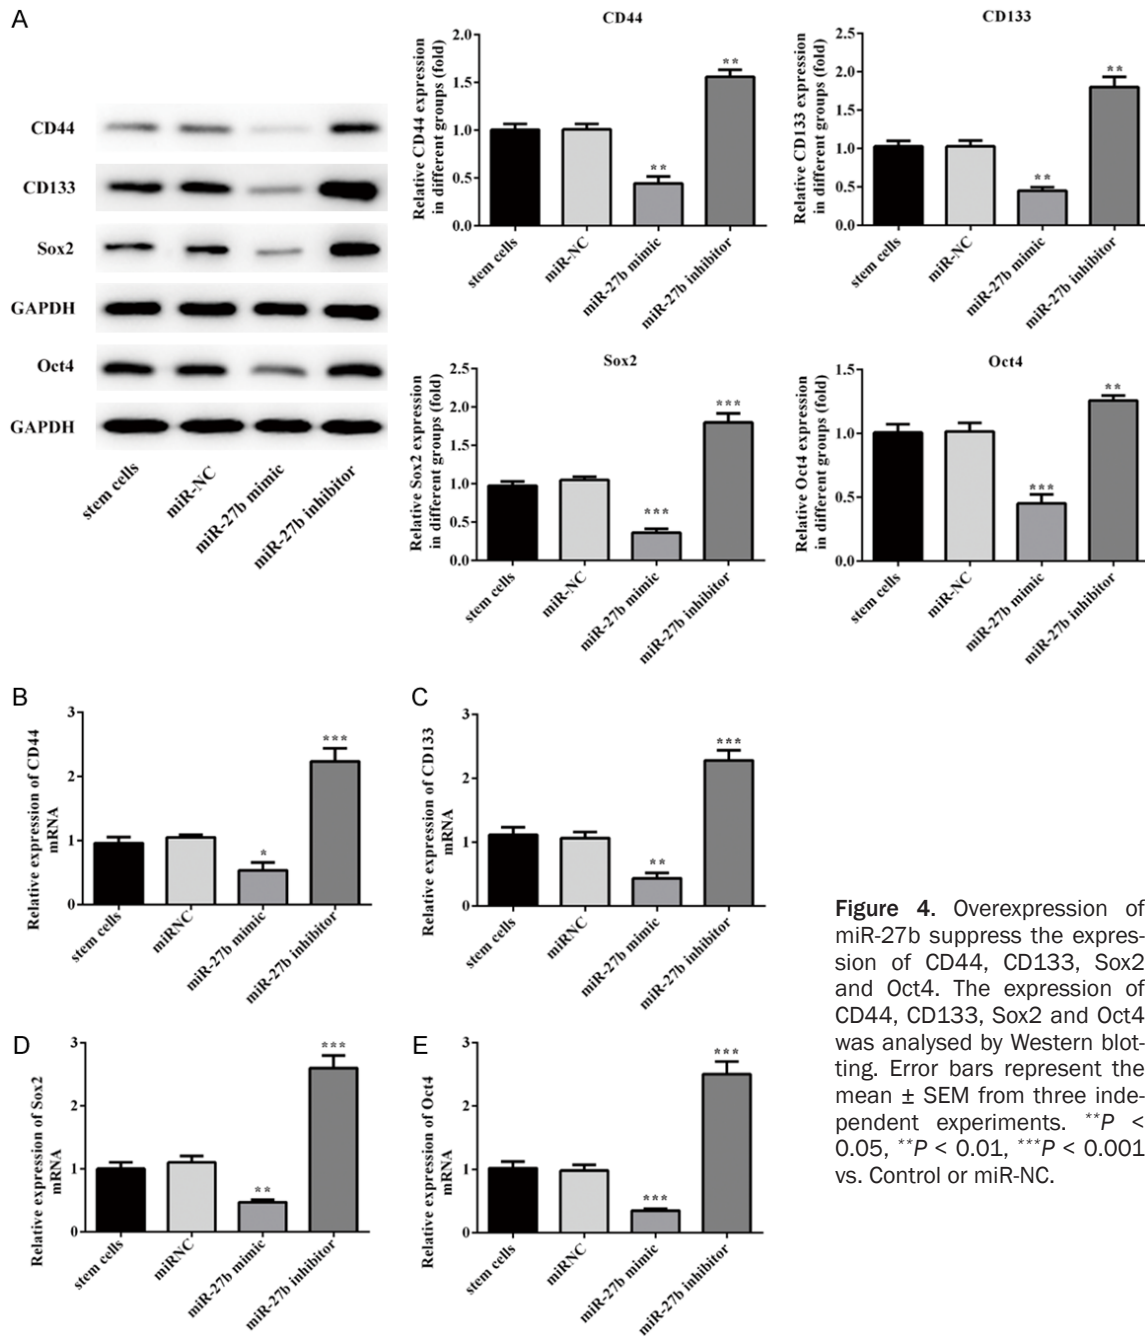 A
CD44
CD133
Sox2
GAPDH
Oct4
GAPDH
stem cells
miR-NC
miR-27b mimic
miR-27b inhibitor
CD44
Relative CD44 expression
in different groups (fold)
2.0
1.5
1.0
0.5
0.0
**
**
stem cells
miR-NC
miR-27b mimic
miR-27b inhibitor
CD133
Relative CD133 expression
in different groups (fold)
2.5
2.0
1.5
1.0
0.5
0.0
**
**
stem cells
miR-NC
miR-27b mimic
miR-27b inhibitor
Sox2
Relative Sox2 expression
in different groups (fold)
2.5
2.0
1.5
1.0
0.5
0.0
***
***
stem cells
miR-NC
miR-27b mimic
miR-27b inhibitor
Oct4
Relative Oct4 expression
in different groups (fold)
1.5
1.0
0.5
0.0
***
**
stem cells
miR-NC
miR-27b mimic
miR-27b inhibitor
B
Relative expression of CD44
mRNA
3
2
1
0
*
***
stem cells
miRNC
miR-27b mimic
miR-27b inhibitor
C
Relative expression of CD133
mRNA
3
2
1
0
**
***
stem cells
miRNC
miR-27b mimic
miR-27b inhibitor
D
Relative expression of Sox2
mRNA
3
2
1
0
**
***
stem cells
miRNC
miR-27b mimic
miR-27b inhibitor
E
Relative expression of Oct4
mRNA
3
2
1
0
***
***
stem cells
miRNC
miR-27b mimic
miR-27b inhibitor
Figure 4. Overexpression of
miR-27b suppress the expres-
sion of CD44, CD133, Sox2
and Oct4. The expression of
CD44, CD133, Sox2 and Oct4
was analysed by Western blot-
ting. Error bars represent the
mean ± SEM from three inde-
pendent experiments. **P <
0.05, **P < 0.01, ***P < 0.001
vs. Control or miR-NC.